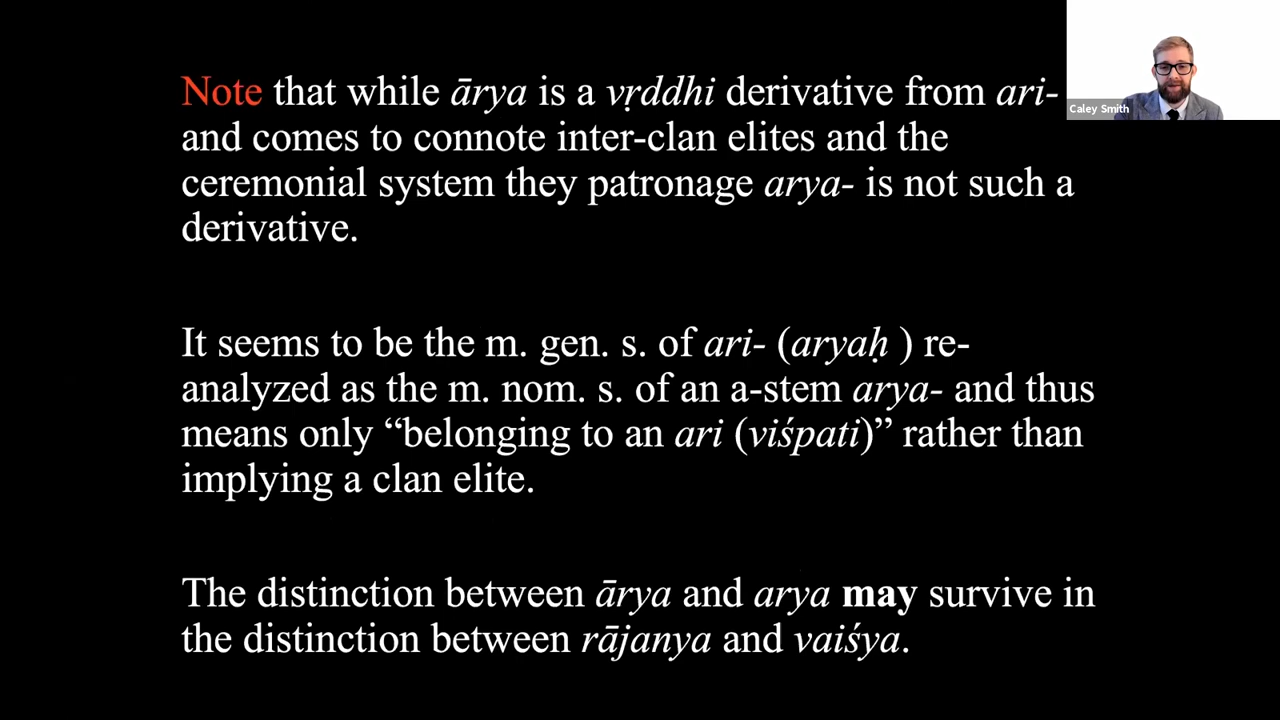 Note that while ārya is a vṛddhi derivative from ari-
and comes to connote inter-clan elites and the
ceremonial system they patronage arya- is not such a
derivative.
It seems to be the m. gen. s. of ari- (aryaḥ ) re-
analyzed as the m. nom. s. of an a-stem arya- and thus
means only “belonging to an ari (viśpati)” rather than
implying a clan elite.
The distinction between ārya and arya may survive in
the distinction between rājanya and vaiśya.
Caley Smith